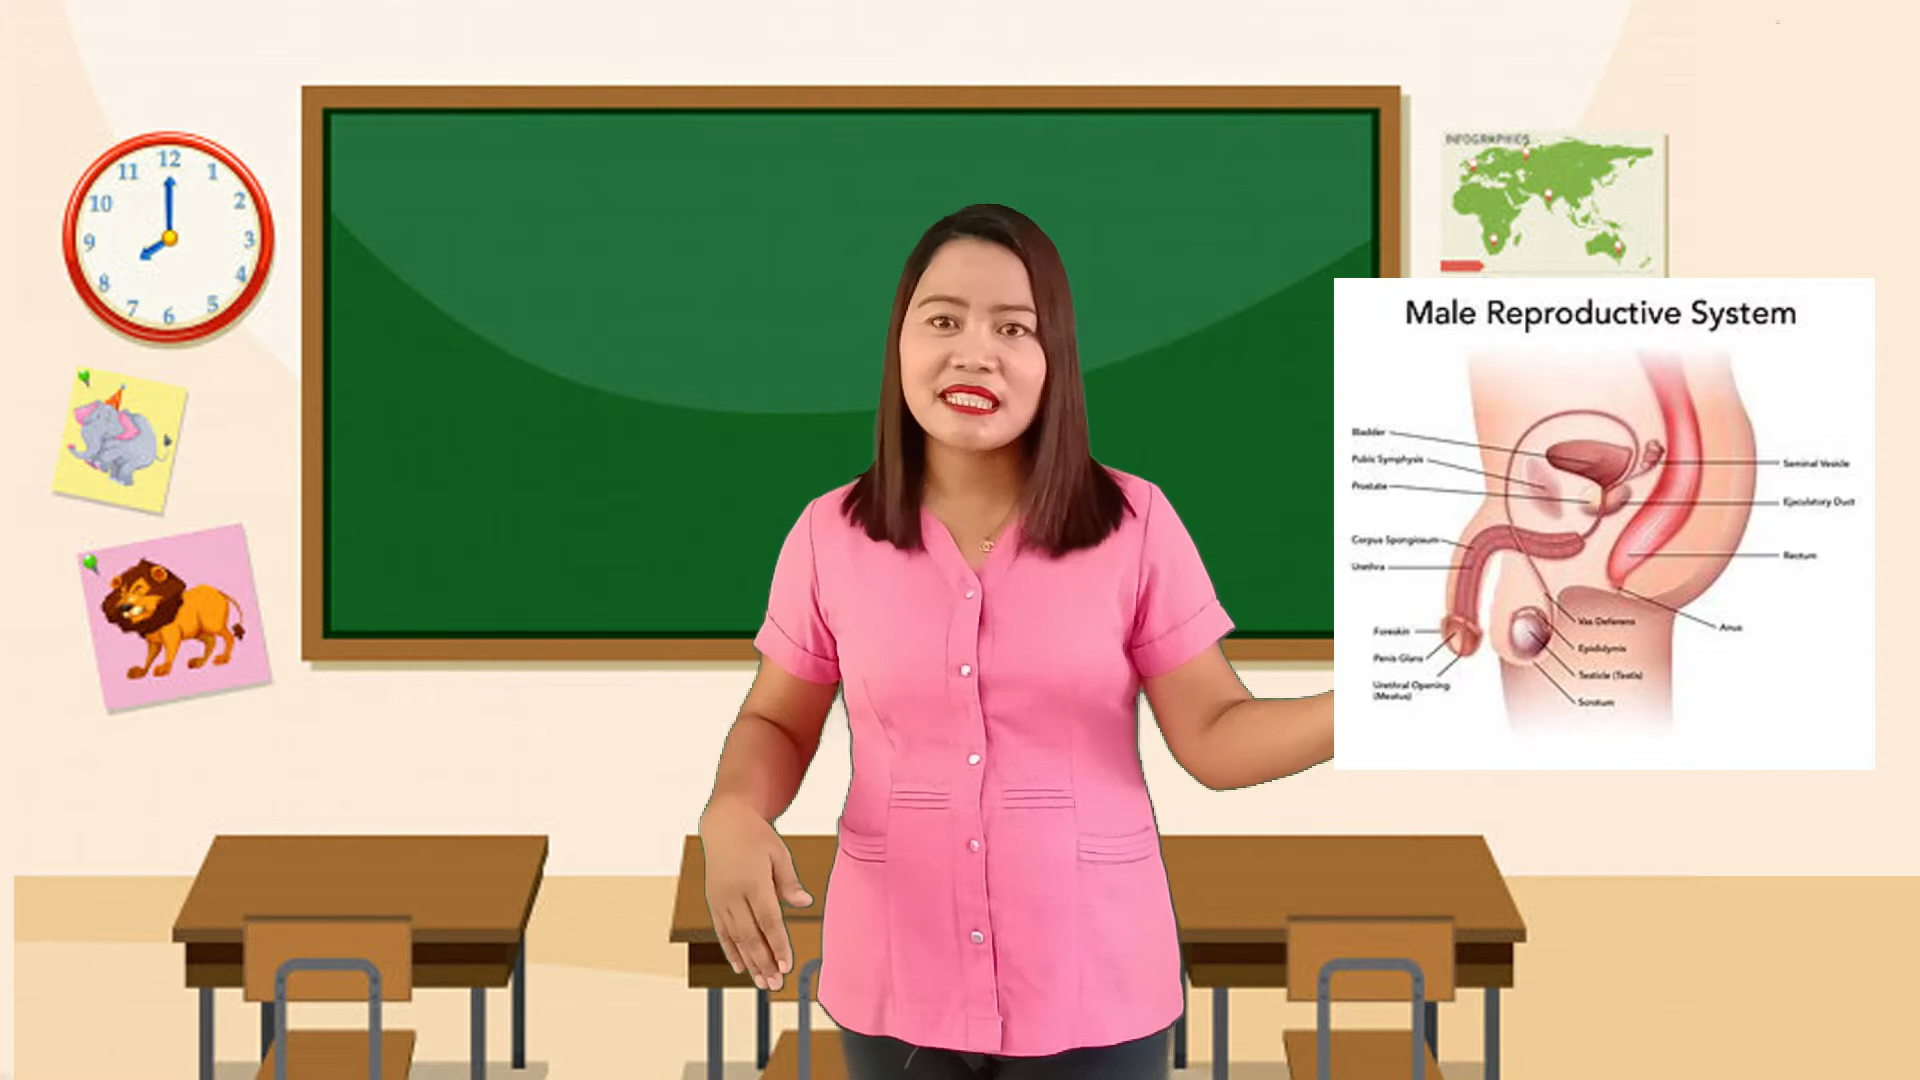 12
11
1
10
2
9
3
8
4
7
5
6
INFOGRAPHICS
Male Reproductive System
Bladder
Pubic Symphysis
Prostate
Corpus Spongiosum
Urethra
Foreskin
Penis Glans
Urethral Opening
(Meatus)
Seminal Vesicle
Ejaculatory Duct
Rectum
Anus
Vas Deferens
Epididymis
Testicle (Testis)
Scrotum